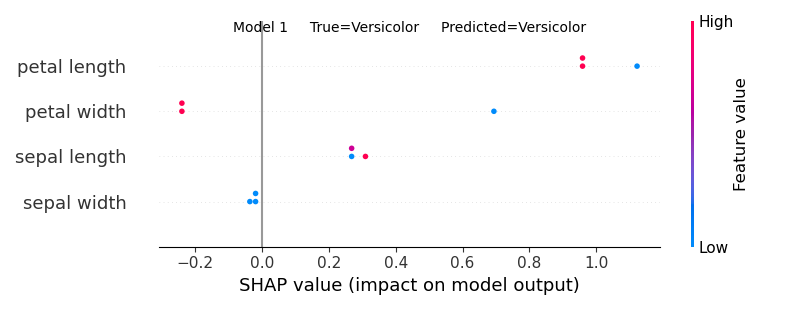 Model 1 True=Versicolor Predicted=Versicolor
High
petal length
petal width
sepal length
sepal width
Feature value
Low
−0.2 0.0 0.2 0.4 0.6 0.8 1.0
SHAP value (impact on model output)